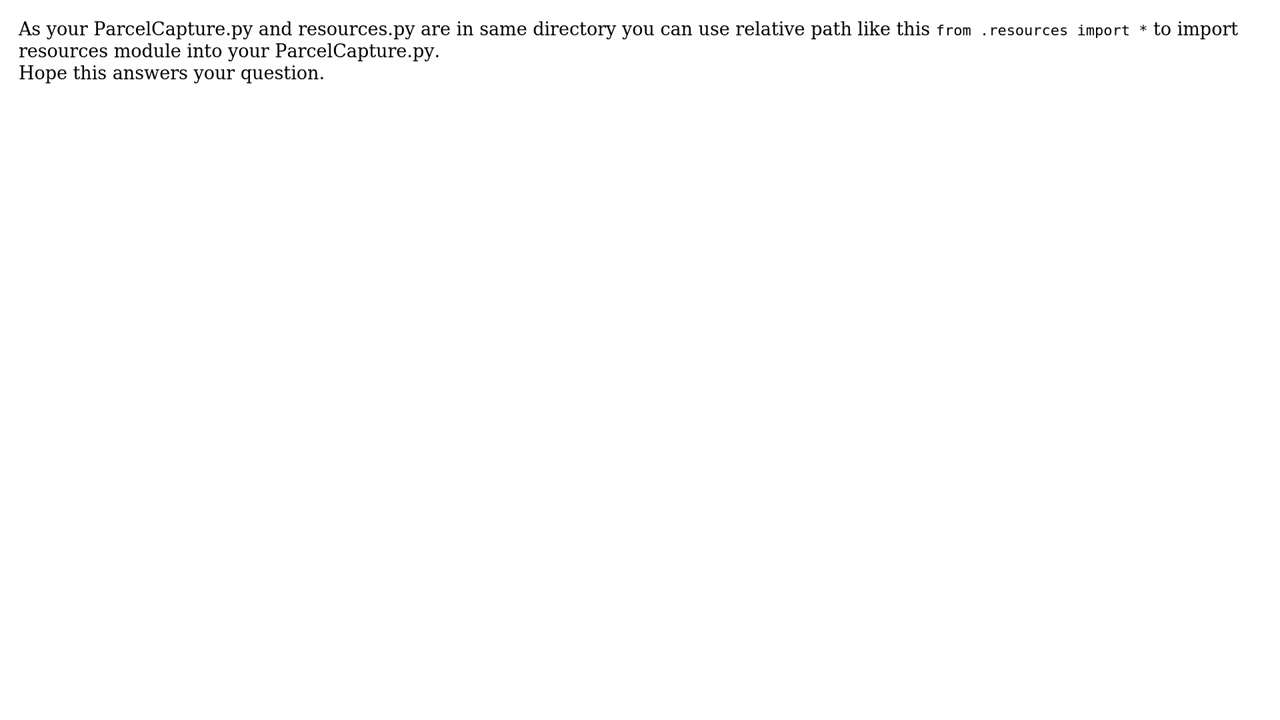 As your ParcelCapture.py and resources.py are in same directory you can use relative path like this from .resources import * to import
resources module into your ParcelCapture.py.
Hope this answers your question.